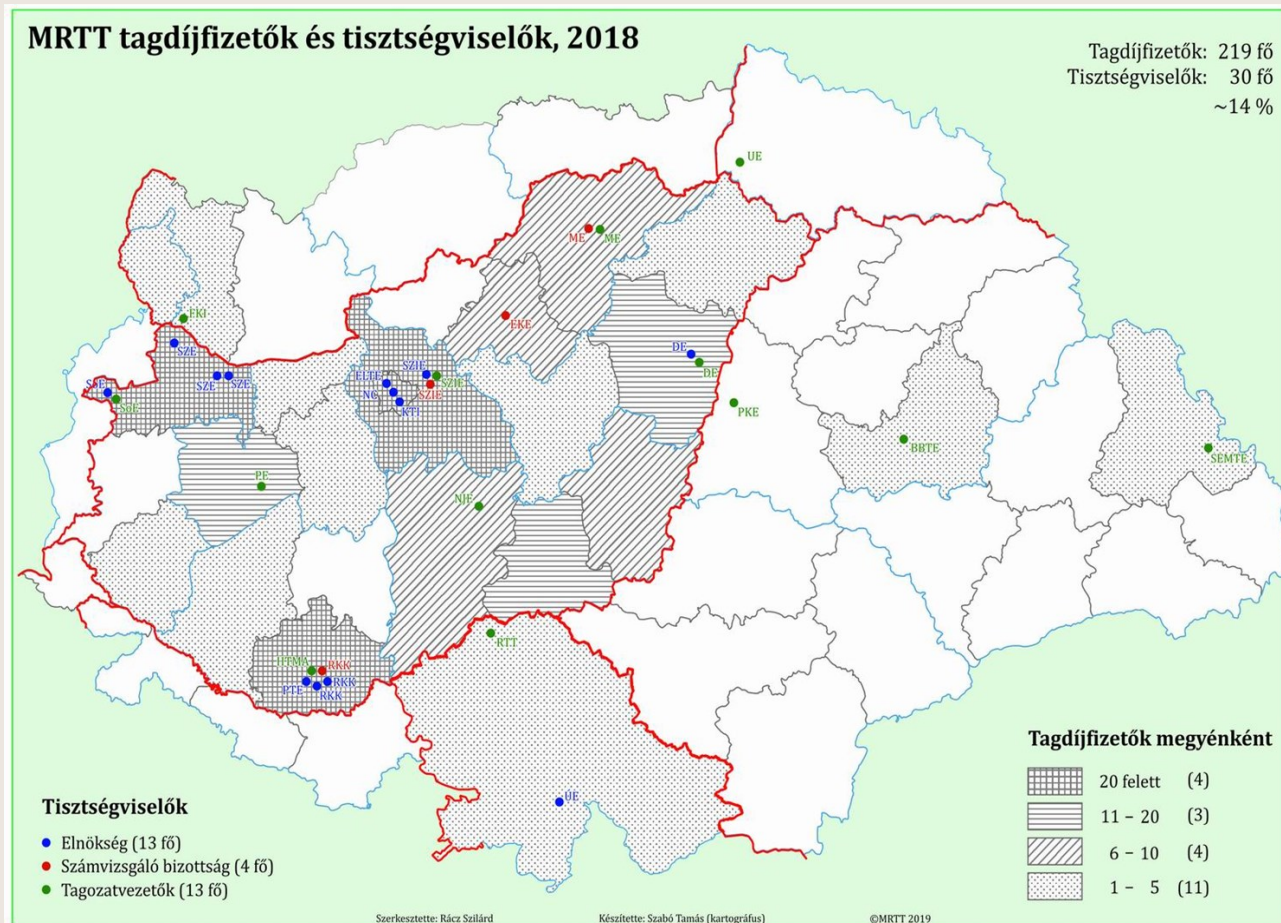 MRTT tagdíjfizetők és tisztségviselők, 2018
Tagdíjfizetők: 219 fő
Tisztségviselők: 30 fő
~14 %
UE
ME
ME
FKI
EKE
SZE
SZE
SZE
SZIE
SZIE
SZIE
ELTE
NG
KTI
DE
DE
SoE
SoE
PKE
BBTE
SEMTE
PE
NJE
RTT
HTMA
RKK
PTE
RKK
RKK
UE
Tisztségviselők
Elnökség (13 fő)
Számvizsgáló bizottság (4 fő)
Tagozatvezetők (13 fő)
Tagdíjfizetők megyénként
20 felett (4)
11 – 20 (3)
6 – 10 (4)
1 – 5 (11)
Szerkesztette: Rácz Szilárd Készítette: Szabó Tamás (kartográfus) ©MRTT 2019